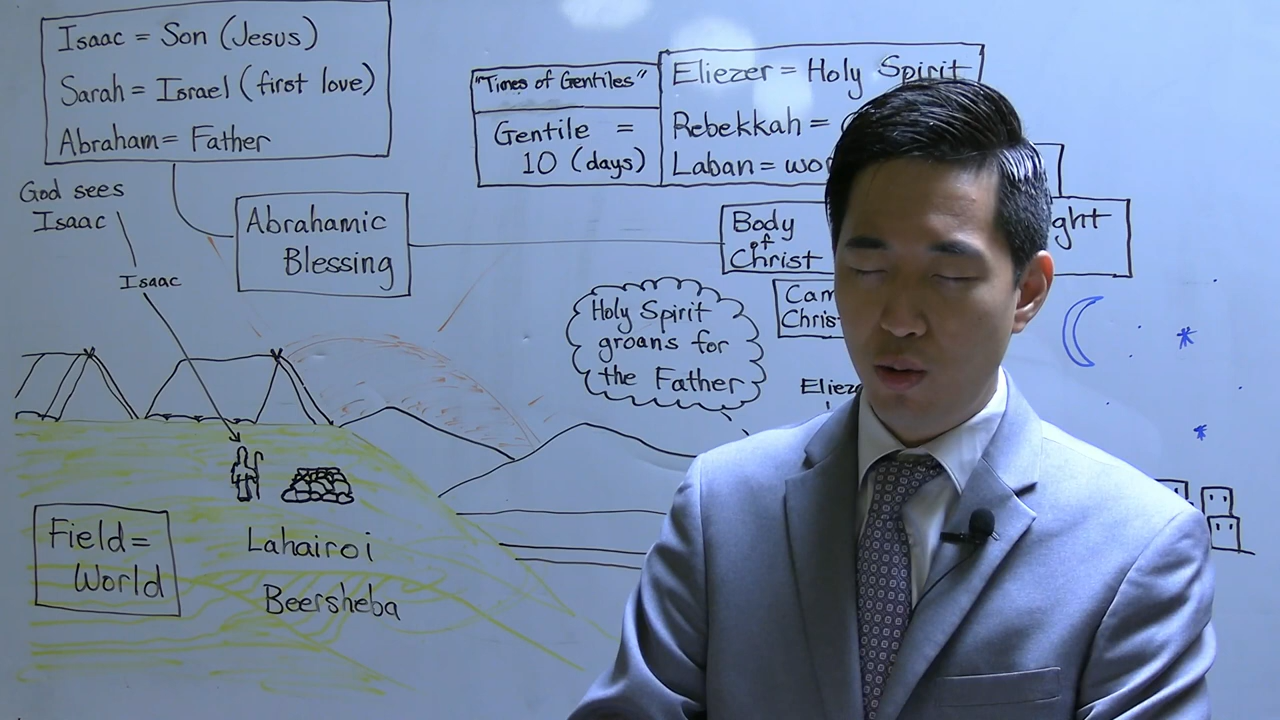 Isaac = Son (Jesus)
Sarah = Israel (first love)
Abraham = Father
God sees
Isaac
Isaac
Abrahamic
Blessing
"Times of Gentiles"
Gentile =
10 (days)
Eliezer = Holy Spirit
Rebekkah =
Laban =
Body
of
Christ
Holy Spirit
groans for
the Father
Field =
World
Lahairoi
Beersheba